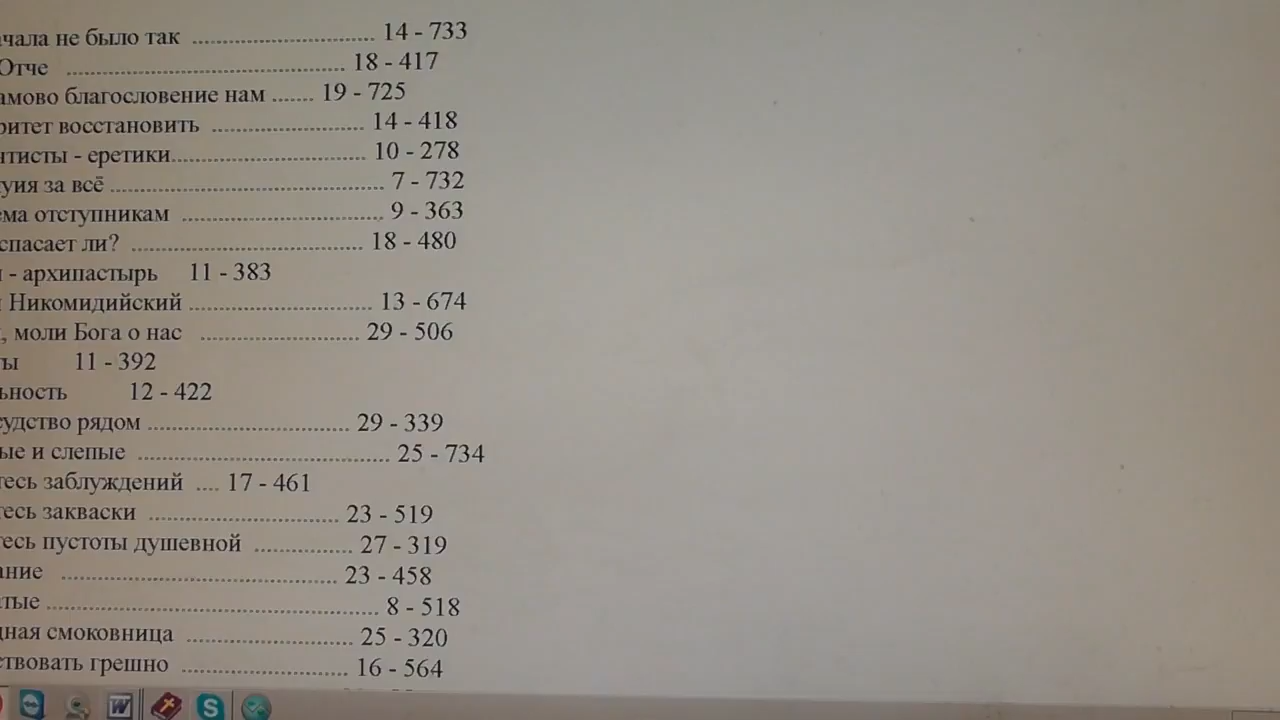 чала не было так .............................. 14 - 733
Отче .............................................. 18 - 417
амово благословение нам ....... 19 - 725
ритет восстановить ......................... 14 - 418
нтисты - еретики................................ 10 - 278
уия за всё ............................................. 7 - 732
ема отступникам ................................. 9 - 363
спасает ли? ...................................... 18 - 480
- архипастырь 11 - 383
Никомидийский .............................. 13 - 674
, моли Бога о нас .......................... 29 - 506
ты 11 - 392
ьность 12 - 422
судство рядом ................................. 29 - 339
ые и слепые .......................................... 25 - 734
тесь заблуждений .... 17 - 461
тесь закваски ............................... 23 - 519
тесь пустоты душевной ................ 27 - 319
ание ............................................. 23 - 458
тые ...................................................... 8 - 518
дная смоковница ........................... 25 - 320
ствовать грешно ............................ 16 - 564